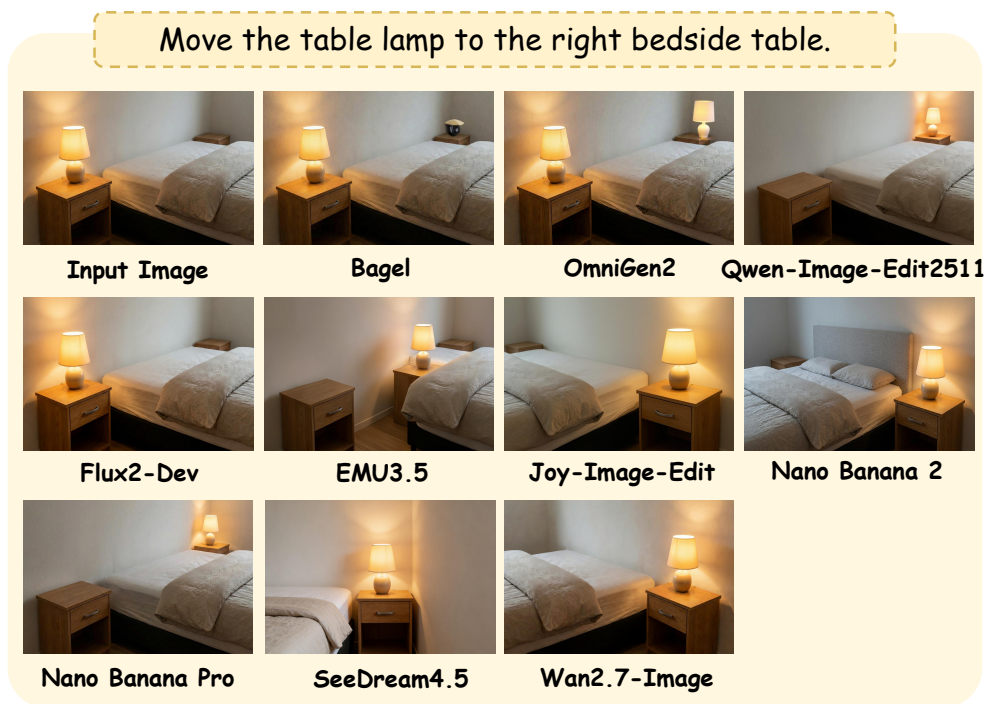 Move the table lamp to the right bedside table.
Input Image
Bagel
OmniGen2
Qwen-Image-Edit2511
Flux2-Dev
EMU3.5
Joy-Image-Edit
Nano Banana 2
Nano Banana Pro
SeeDream4.5
Wan2.7-Image